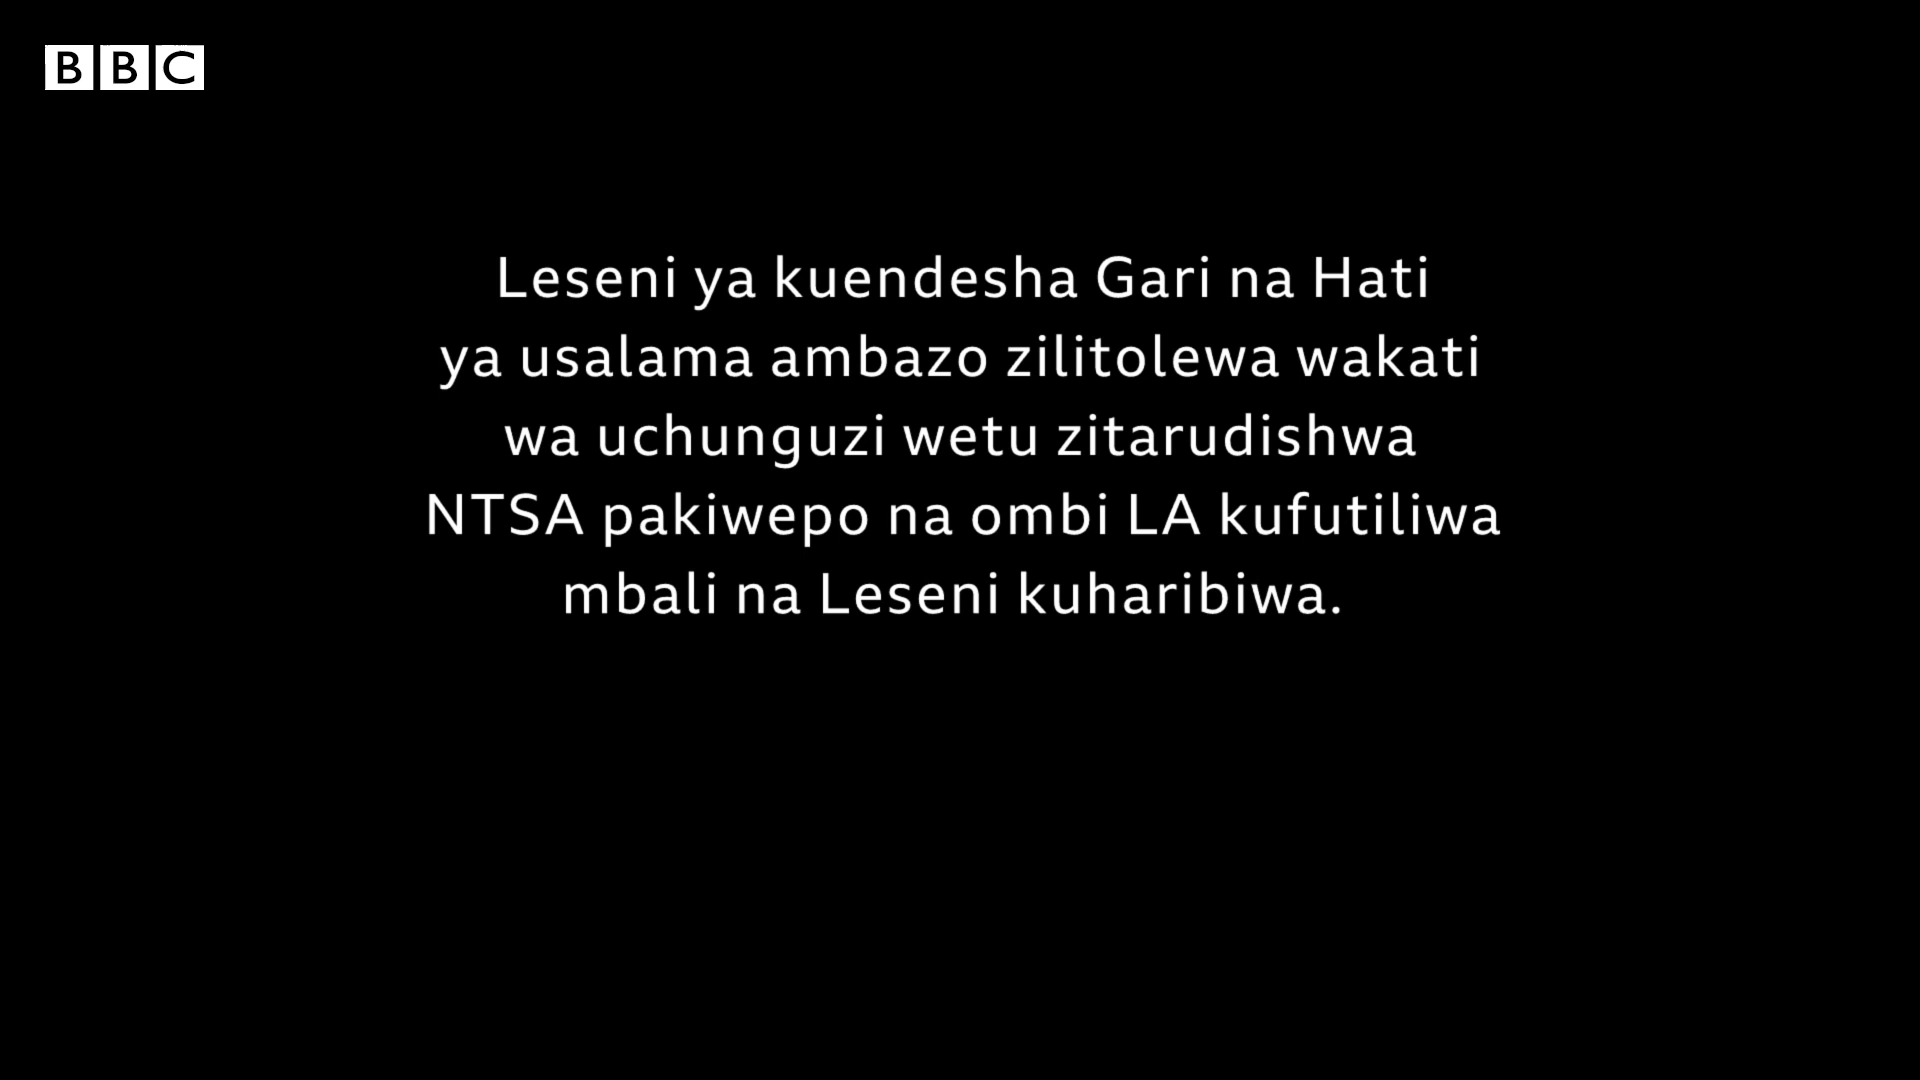 BBC
Leseni ya kuendesha Gari na Hati
ya usalama ambazo zilitolewa wakati
wa uchunguzi wetu zitarudishwa
NTSA pakiwepo na ombi LA kufutiliwa
mbali na Leseni kuharibiwa.